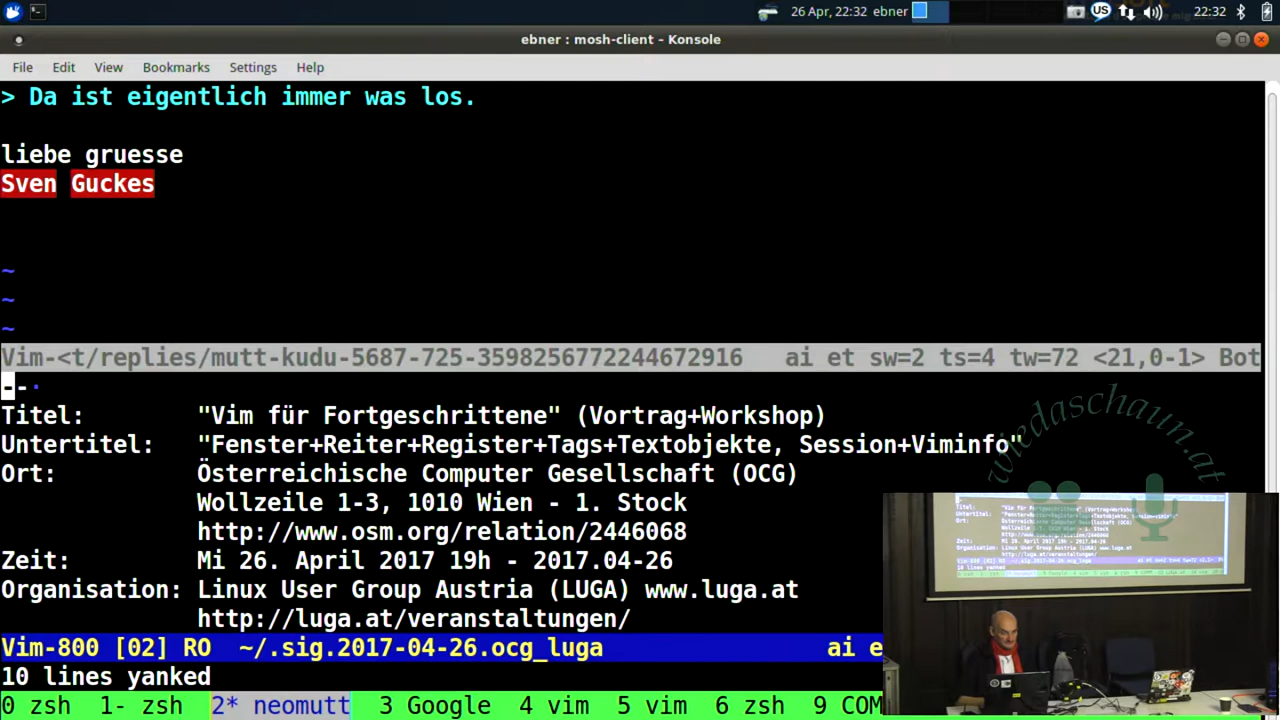 26 Apr, 22:32 ebner US 22:32
ebner : mosh-client – Konsole
File Edit View Bookmarks Settings Help
> Da ist eigentlich immer was los.
liebe gruesse
Sven Guckes
~
~
~
Vim-<t/replies/mutt-kudu-5687-725-3598256772244672916 ai et sw=2 ts=4 tw=72 <21,0-1> Bot
--·
Titel: "Vim für Fortgeschrittene" (Vortrag+Workshop)
Untertitel: "Fenster+Reiter+Register+Tags+Textobjekte, Session+Viminfo"
Ort: Österreichische Computer Gesellschaft (OCG)
Wollzeile 1-3, 1010 Wien - 1. Stock
http://www.osm.org/relation/2446068
Zeit: Mi 26. April 2017 19h - 2017.04-26
Organisation: Linux User Group Austria (LUGA) www.luga.at
http://luga.at/veranstaltungen/
Vim-800 [02] RO ~/.sig.2017-04-26.ocg_luga ai e
10 lines yanked
0 zsh 1- zsh 2* neomutt 3 Google 4 vim 5 vim 6 zsh 9 COM
wiedaschaun.at